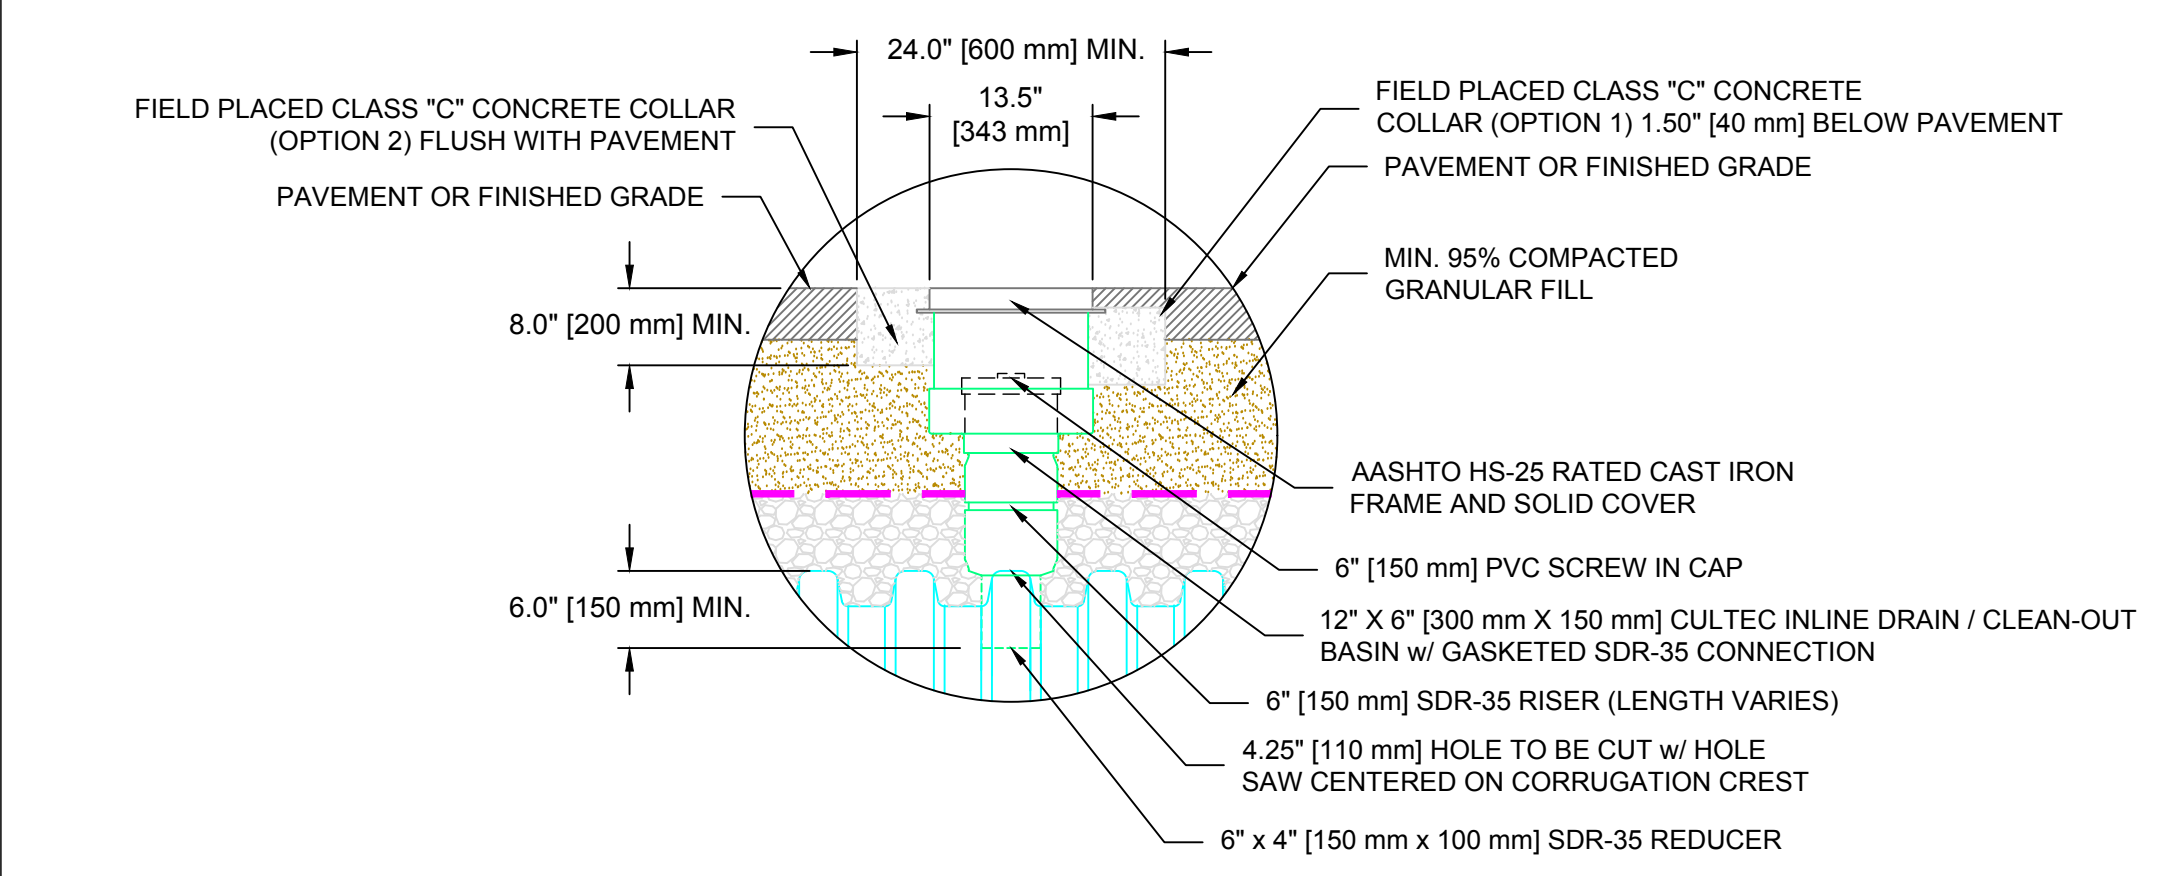 24.0" [600 mm] MIN.
13.5"
[343 mm]
FIELD PLACED CLASS "C" CONCRETE COLLAR
(OPTION 2) FLUSH WITH PAVEMENT
PAVEMENT OR FINISHED GRADE
8.0" [200 mm] MIN.
6.0" [150 mm] MIN.
FIELD PLACED CLASS "C" CONCRETE
COLLAR (OPTION 1) 1.50" [40 mm] BELOW PAVEMENT
PAVEMENT OR FINISHED GRADE
MIN. 95% COMPACTED
GRANULAR FILL
AASHTO HS-25 RATED CAST IRON
FRAME AND SOLID COVER
6" [150 mm] PVC SCREW IN CAP
12" X 6" [300 mm X 150 mm] CULTEC INLINE DRAIN / CLEAN-OUT
BASIN w/ GASKETED SDR-35 CONNECTION
6" [150 mm] SDR-35 RISER (LENGTH VARIES)
4.25" [110 mm] HOLE TO BE CUT w/ HOLE
SAW CENTERED ON CORRUGATION CREST
6" x 4" [150 mm x 100 mm] SDR-35 REDUCER